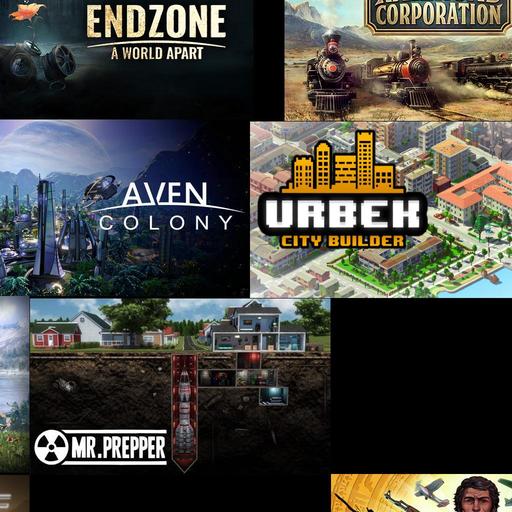 ENDZONE
A WORLD APART
CORPORATION
AVEN
COLONY
URBEK
CITY BUILDER
MR.PREPPER